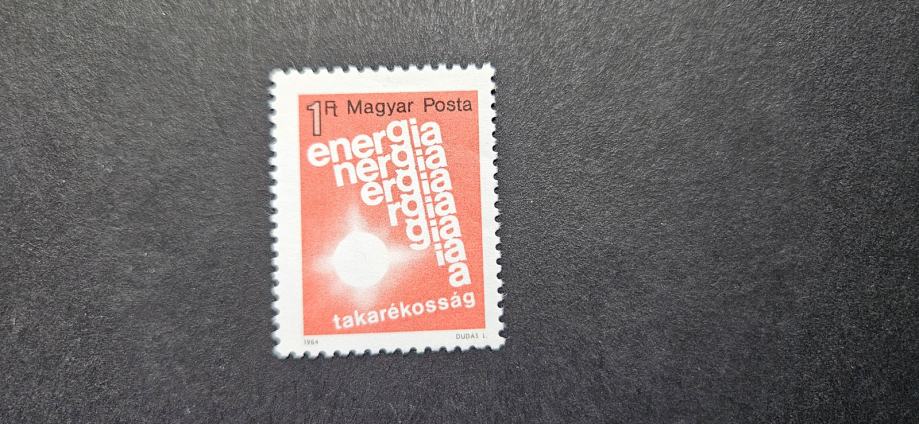 1Ft Magyar Posta
energia
nergia
ergia
rgia
gia
ia
a
takarékosság
1984 DUDÁS L.